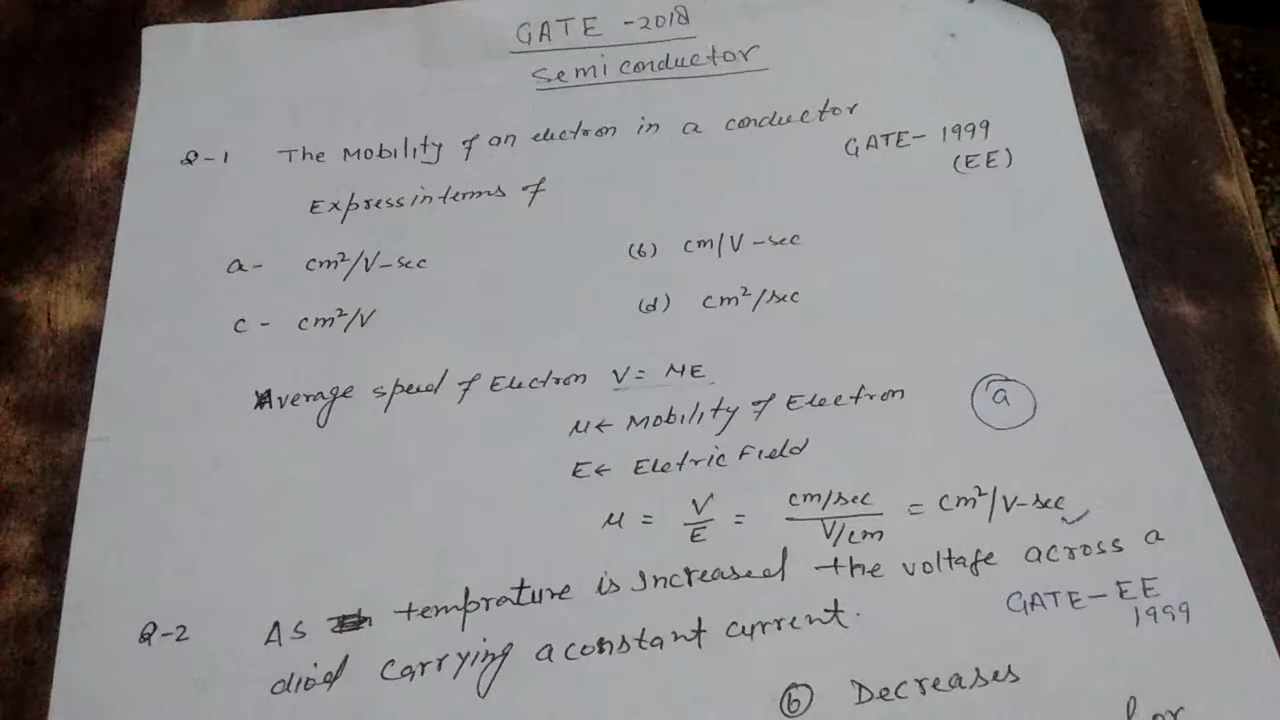 GATE -2018
Semiconductor
Q-1 The Mobility of an electron in a conductor
GATE- 1999
(EE)
Express in terms of
a- cm²/V-sec (b) cm/V-sec
c- cm²/V (d) cm²/sec
Average speed of Electron V= ME
M← Mobility of Electron
(a)
E← Eletric Field
M = V/E = cm/sec / V/cm = cm²/V-sec ✓
Q-2 AS temprature is Increased the voltage across a
GATE-EE
1999
diod carrying a constant current.
(b) Decreases